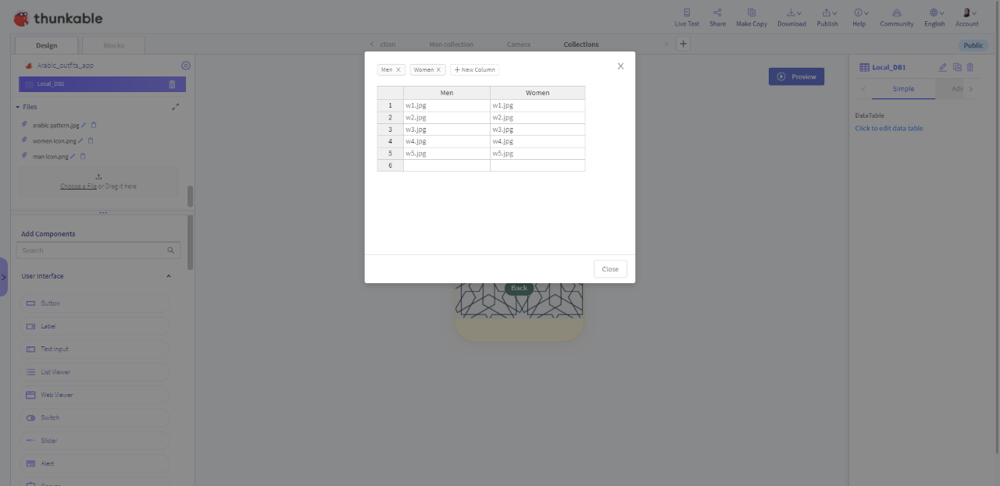 thunkable
Live Test
Share
Make Copy
Download
Publish
Help
Community
English
Account
Design
Blocks
ction
Men collection
Camera
Collections
Public
Arabic_outfits_app
Local_DB1
Files
arabic pattern.jpg
women icon.png
man icon.png
Choose a File or Drag it here
Add Components
Search
User Interface
Button
Label
Text Input
List Viewer
Web Viewer
Switch
Slider
Alert
Men
Women
New Column
Men Women
1 w1.jpg w1.jpg
2 w2.jpg w2.jpg
3 w3.jpg w3.jpg
4 w4.jpg w4.jpg
5 w5.jpg w5.jpg
6
Close
Back
Preview
Local_DB1
Simple
Adv
DataTable
Click to edit data table